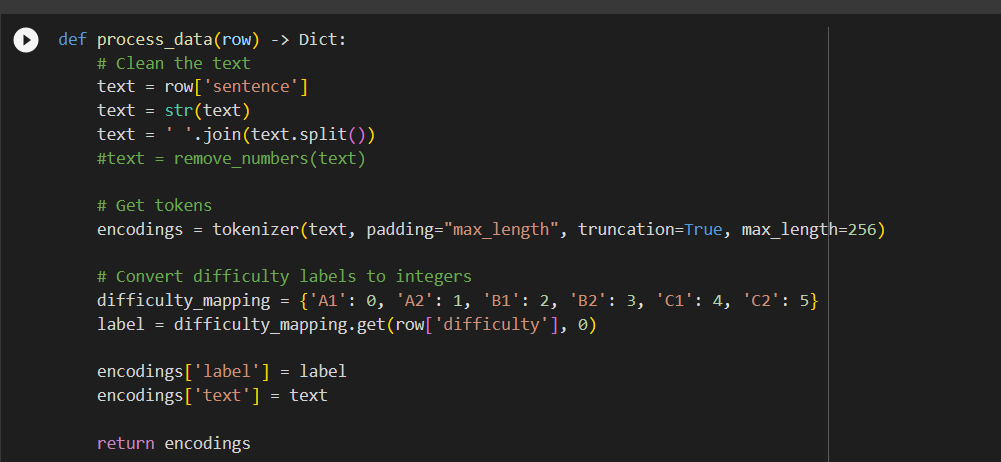 def process_data(row) -> Dict:
# Clean the text
text = row['sentence']
text = str(text)
text = ' '.join(text.split())
#text = remove_numbers(text)
# Get tokens
encodings = tokenizer(text, padding="max_length", truncation=True, max_length=256)
# Convert difficulty labels to integers
difficulty_mapping = {'A1': 0, 'A2': 1, 'B1': 2, 'B2': 3, 'C1': 4, 'C2': 5}
label = difficulty_mapping.get(row['difficulty'], 0)
encodings['label'] = label
encodings['text'] = text
return encodings